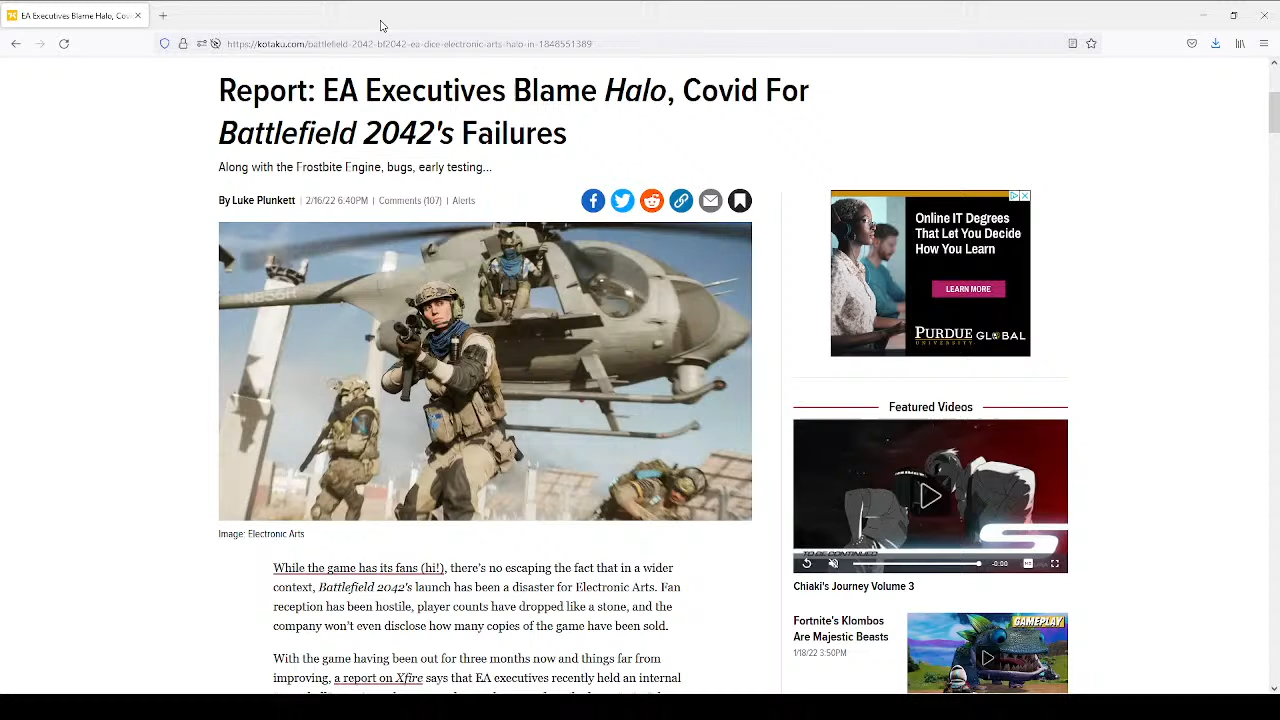 EA Executives Blame Halo, Cov
https://kotaku.com/battlefield-2042-bf2042-ea-dice-electronic-arts-halo-in-1848551389
Report: EA Executives Blame Halo, Covid For
Battlefield 2042's Failures
Along with the Frostbite Engine, bugs, early testing...
By Luke Plunkett | 2/16/22 6:40PM | Comments (107) | Alerts
Image: Electronic Arts
While the game has its fans (hi!), there's no escaping the fact that in a wider
context, Battlefield 2042's launch has been a disaster for Electronic Arts. Fan
reception has been hostile, player counts have dropped like a stone, and the
company won't even disclose how many copies of the game have been sold.
With the game having been out for three months now and things far from
improving, a report on Xfire says that EA executives recently held an internal
Online IT Degrees
That Let You Decide
How You Learn
LEARN MORE
PURDUE GLOBAL
UNIVERSITY
Featured Videos
TO BE CONTINUED
-0:00
Chiaki's Journey Volume 3
Fortnite's Klombos
Are Majestic Beasts
1/18/22 3:50PM
GAMEPLAY